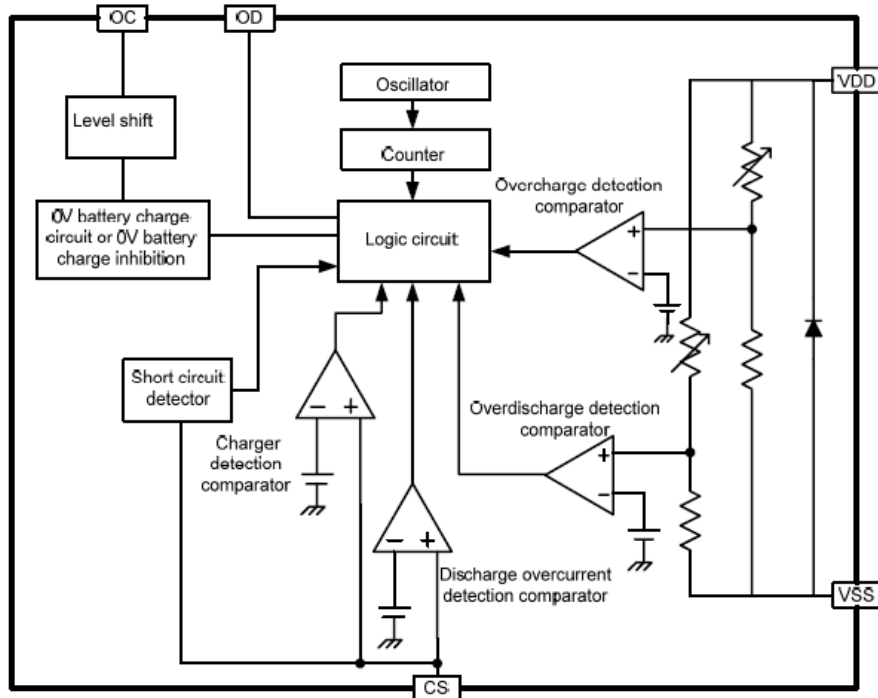 OC
OD
Oscillator
Level shift
Counter
VDD
Overcharge detection
comparator
0V battery charge
circuit or 0V battery
charge inhibition
Logic circuit
+
−
Short circuit
detector
− +
Charger
detection
comparator
Overdischarge detection
comparator
+
−
− +
Discharge overcurrent
detection comparator
VSS
CS